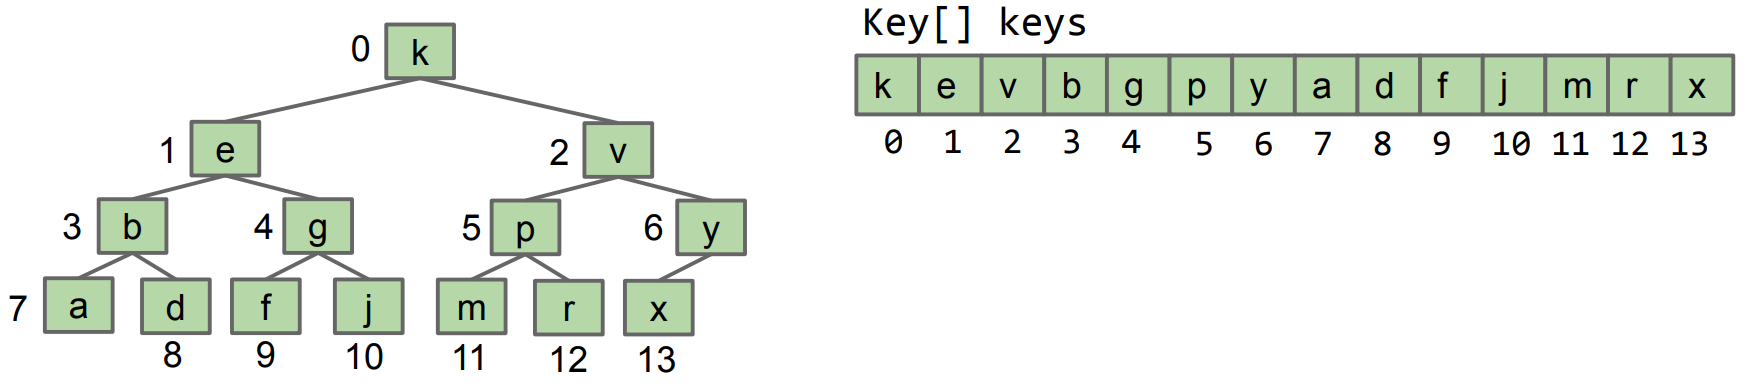 0 k
1 e 2 v
3 b 4 g 5 p 6 y
7 a d f j m r x
8 9 10 11 12 13
Key[] keys
k e v b g p y a d f j m r x
0 1 2 3 4 5 6 7 8 9 10 11 12 13